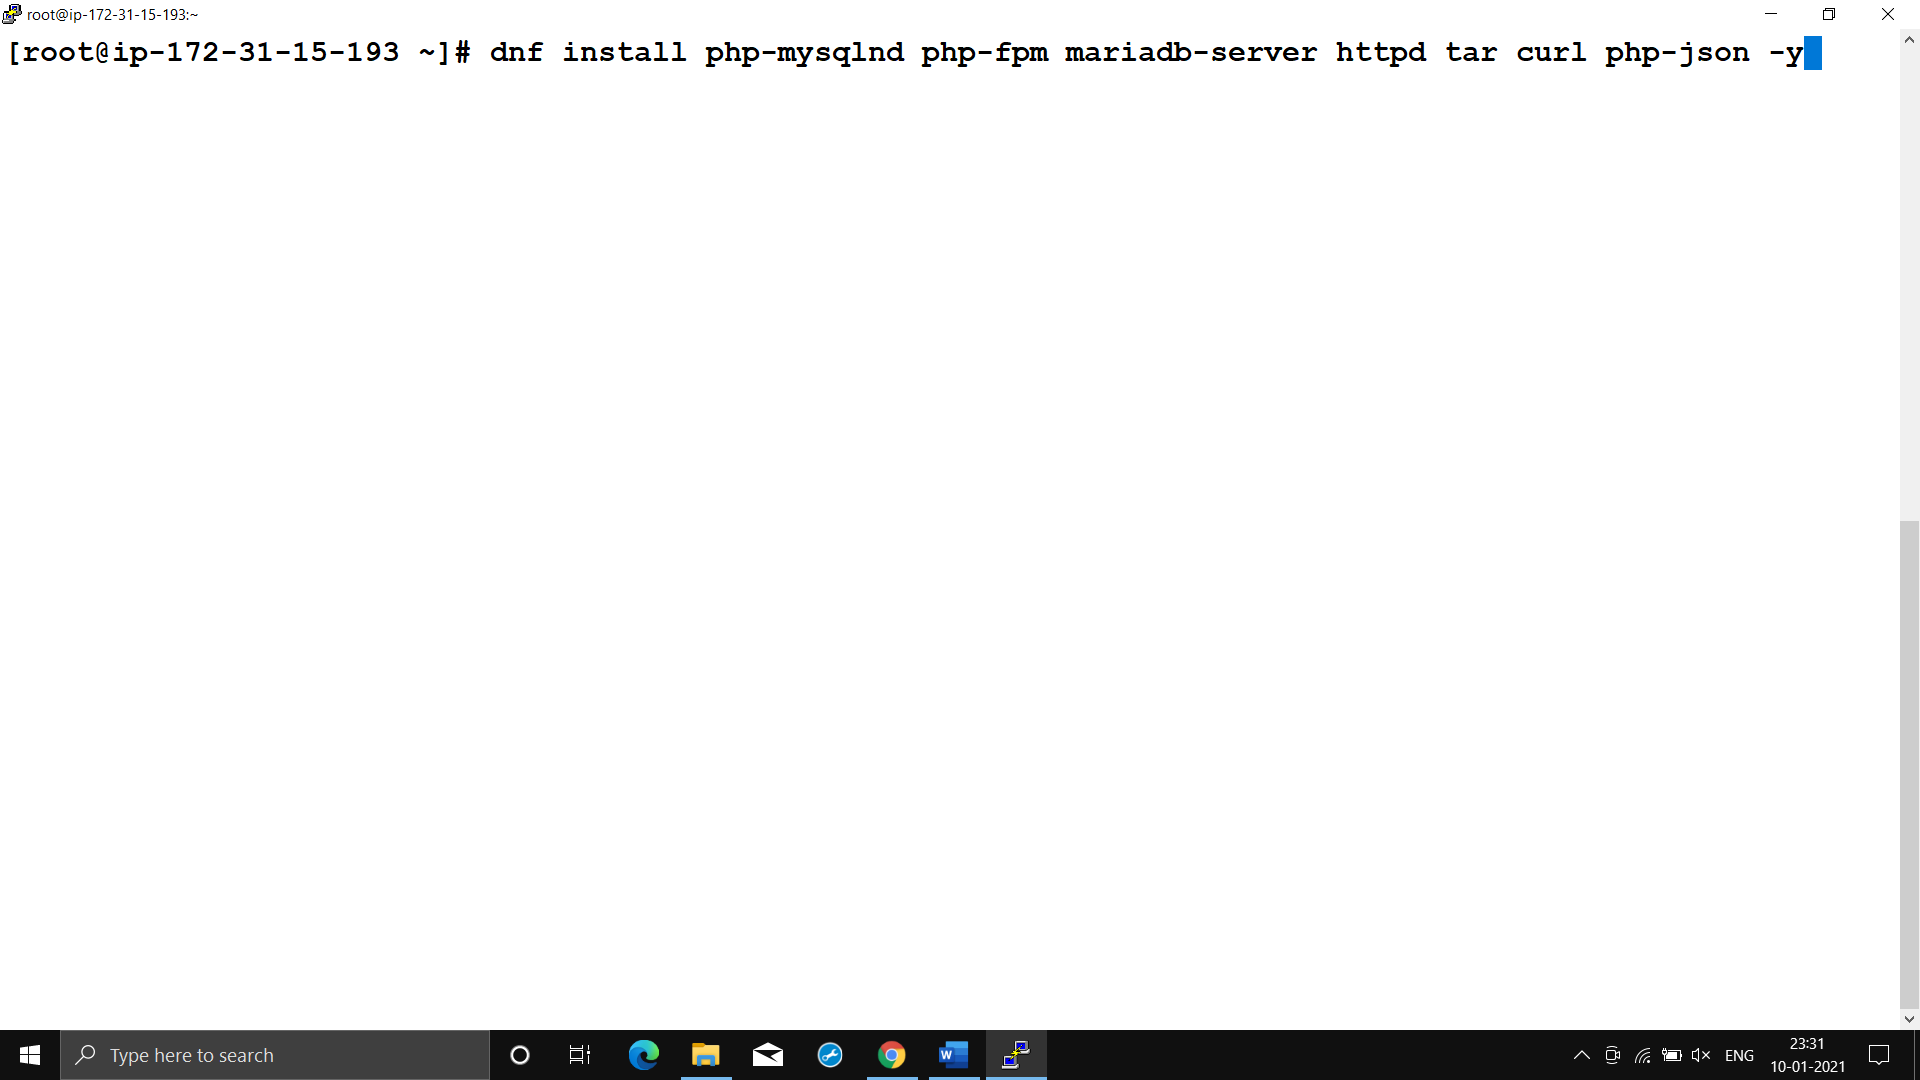 root@ip-172-31-15-193:~
[root@ip-172-31-15-193 ~]# dnf install php-mysqlnd php-fpm mariadb-server httpd tar curl php-json -y
Type here to search
W
ENG
23:31
10-01-2021